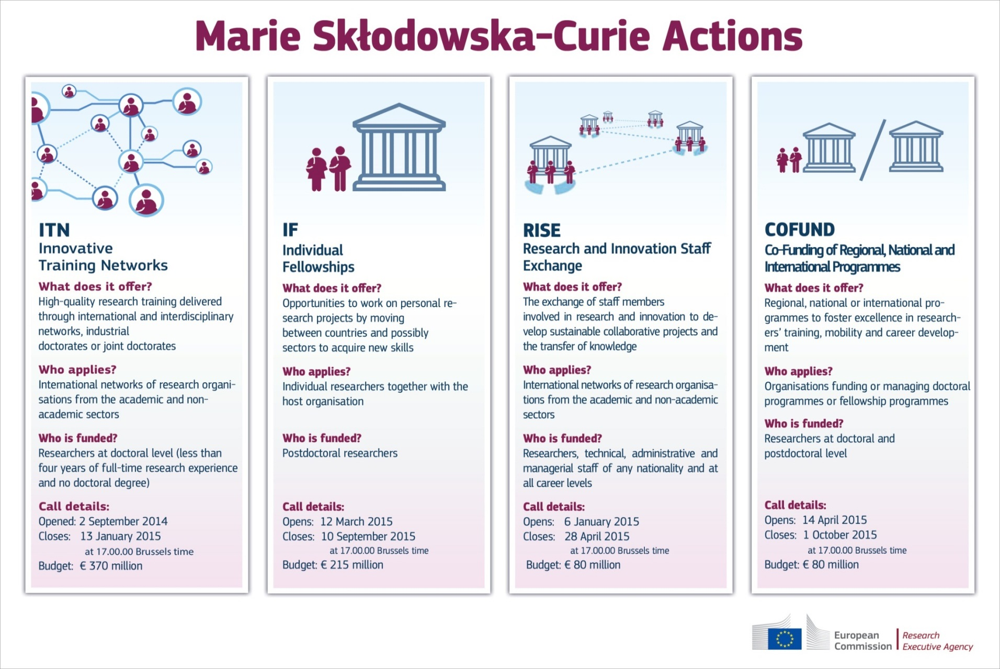 Marie Skłodowska-Curie Actions
ITN
Innovative
Training Networks
What does it offer?
High-quality research training delivered
through international and interdisciplinary
networks, industrial
doctorates or joint doctorates
Who applies?
International networks of research organi-
sations from the academic and non-
academic sectors
Who is funded?
Researchers at doctoral level (less than
four years of full-time research experience
and no doctoral degree)
Call details:
Opened: 2 September 2014
Closes: 13 January 2015
at 17.00.00 Brussels time
Budget: € 370 million
IF
Individual
Fellowships
What does it offer?
Opportunities to work on personal re-
search projects by moving
between countries and possibly
sectors to acquire new skills
Who applies?
Individual researchers together with the
host organisation
Who is funded?
Postdoctoral researchers
Call details:
Opens: 12 March 2015
Closes: 10 September 2015
at 17.00.00 Brussels time
Budget: € 215 million
RISE
Research and Innovation Staff
Exchange
What does it offer?
The exchange of staff members
involved in research and innovation to de-
velop sustainable collaborative projects and
the transfer of knowledge
Who applies?
International networks of research organisa-
tions from the academic and non-academic
sectors
Who is funded?
Researchers, technical, administrative and
managerial staff of any nationality and at
all career levels
Call details:
Opens: 6 January 2015
Closes: 28 April 2015
at 17.00.00 Brussels time
Budget: € 80 million
COFUND
Co-Funding of Regional, National and
International Programmes
What does it offer?
Regional, national or international pro-
grammes to foster excellence in research-
ers' training, mobility and career develop-
ment
Who applies?
Organisations funding or managing doctoral
programmes or fellowship programmes
Who is funded?
Researchers at doctoral and
postdoctoral level
Call details:
Opens: 14 April 2015
Closes: 1 October 2015
at 17.00.00 Brussels time
Budget: € 80 million
European
Commission
Research
Executive Agency